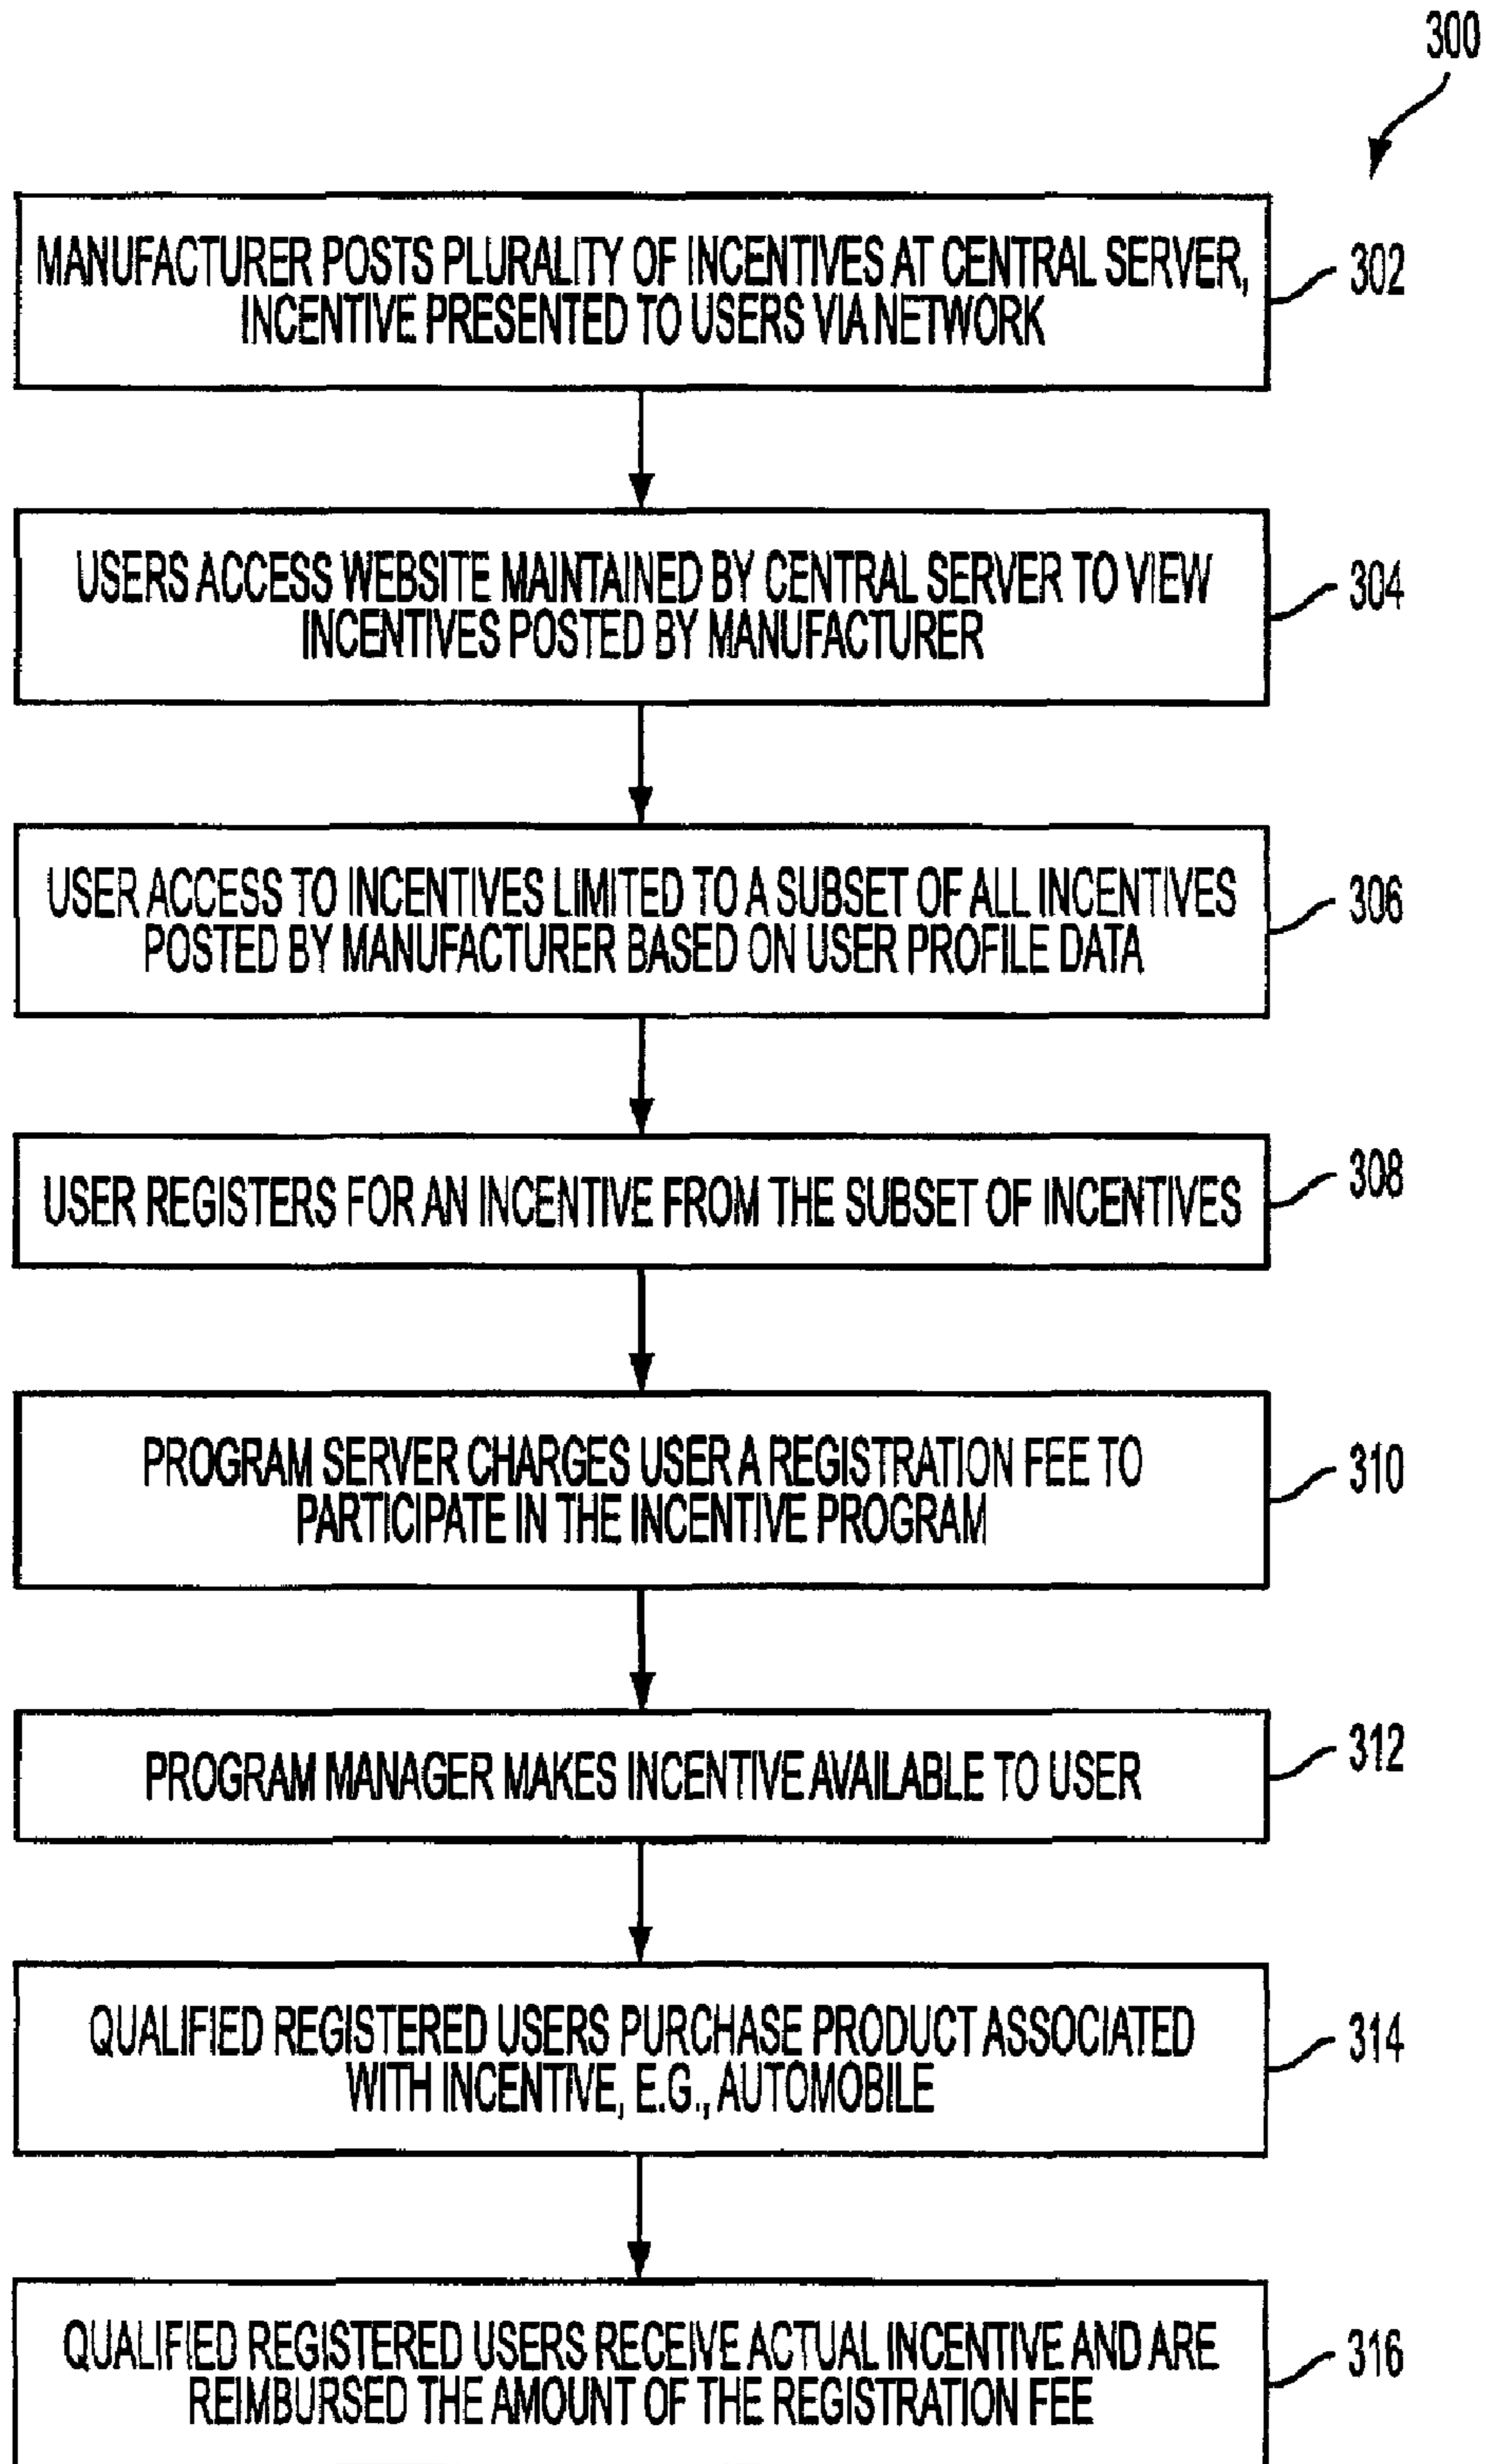 300
MANUFACTURER POSTS PLURALITY OF INCENTIVES AT CENTRAL SERVER,
INCENTIVE PRESENTED TO USERS VIA NETWORK
302
USERS ACCESS WEBSITE MAINTAINED BY CENTRAL SERVER TO VIEW
INCENTIVES POSTED BY MANUFACTURER
304
USER ACCESS TO INCENTIVES LIMITED TO A SUBSET OF ALL INCENTIVES
POSTED BY MANUFACTURER BASED ON USER PROFILE DATA
306
USER REGISTERS FOR AN INCENTIVE FROM THE SUBSET OF INCENTIVES
308
PROGRAM SERVER CHARGES USER A REGISTRATION FEE TO
PARTICIPATE IN THE INCENTIVE PROGRAM
310
PROGRAM MANAGER MAKES INCENTIVE AVAILABLE TO USER
312
QUALIFIED REGISTERED USERS PURCHASE PRODUCT ASSOCIATED
WITH INCENTIVE, E.G., AUTOMOBILE
314
QUALIFIED REGISTERED USERS RECEIVE ACTUAL INCENTIVE AND ARE
REIMBURSED THE AMOUNT OF THE REGISTRATION FEE
316